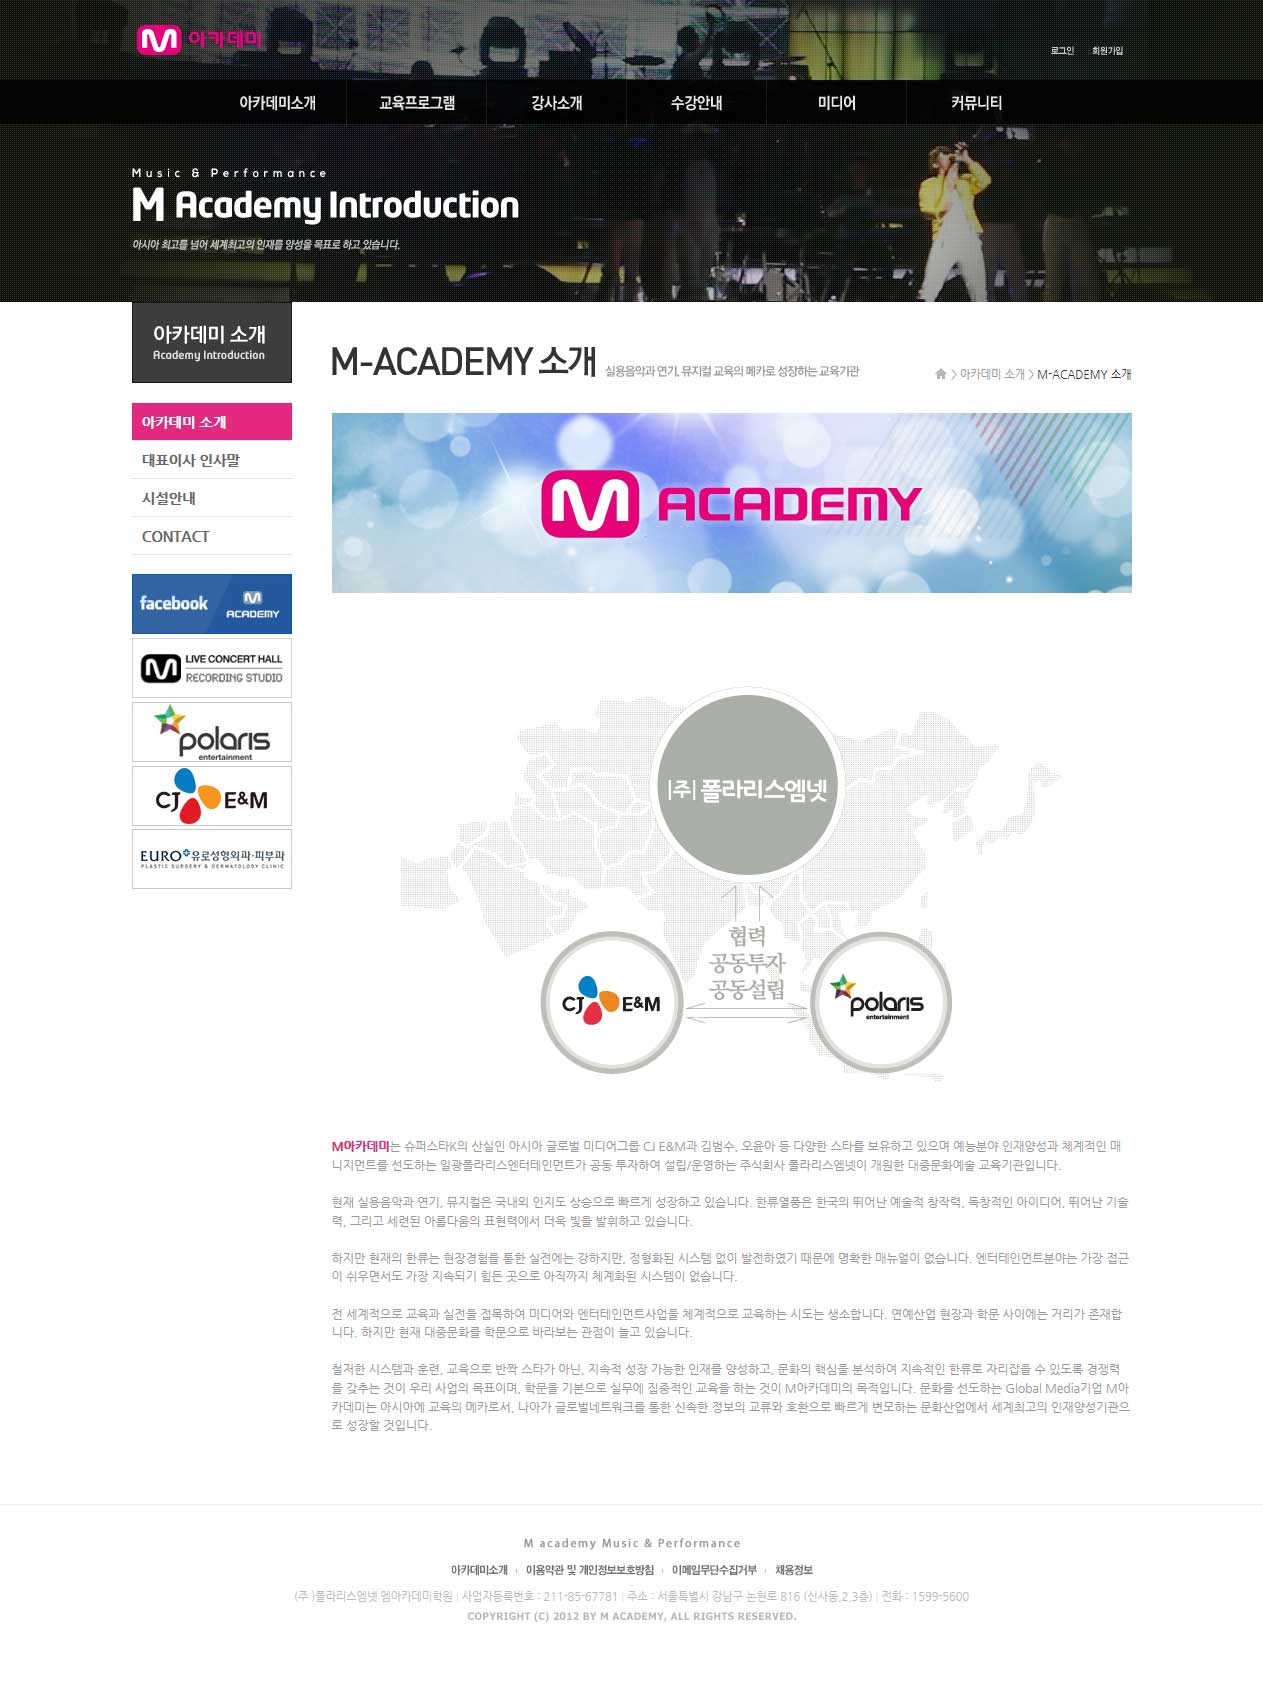 M 아카데미
로그인 회원가입
아카데미소개 교육프로그램 강사소개 수강안내 미디어 커뮤니티
Music & Performance
M Academy Introduction
아시아 최고를 넘어 세계최고의 인재를 양성을 목표로 하고 있습니다.
아카데미 소개
Academy Introduction
아카데미 소개
대표이사 인사말
시설안내
CONTACT
facebook M ACADEMY
M LIVE CONCERT HALL
RECORDING STUDIO
polaris
entertainment
CJ E&M
EURO 유로성형외과·피부과
PLASTIC SURGERY & DERMATOLOGY CLINIC
M-ACADEMY 소개 실용음악과 연기, 뮤지컬 교육의 메카로 성장하는 교육기관
> 아카데미 소개 > M-ACADEMY 소개
M ACADEMY
|주| 폴라리스엠넷
협력
공동투자
공동설립
CJ E&M
polaris
entertainment
M아카데미는 슈퍼스타K의 산실인 아시아 글로벌 미디어그룹 CJ E&M과 김범수, 오윤아 등 다양한 스타를 보유하고 있으며 예능분야 인재양성과 체계적인 매
니지먼트를 선도하는 일광폴라리스엔터테인먼트가 공동 투자하여 설립/운영하는 주식회사 폴라리스엠넷이 개원한 대중문화예술 교육기관입니다.
현재 실용음악과 연기, 뮤지컬은 국내외 인지도 상승으로 빠르게 성장하고 있습니다. 한류열풍은 한국의 뛰어난 예술적 창작력, 독창적인 아이디어, 뛰어난 기술
력, 그리고 세련된 아름다움의 표현력에서 더욱 빛을 발휘하고 있습니다.
하지만 현재의 한류는 현장경험을 통한 실전에는 강하지만, 정형화된 시스템 없이 발전하였기 때문에 명확한 매뉴얼이 없습니다. 엔터테인먼트분야는 가장 접근
이 쉬우면서도 가장 지속되기 힘든 곳으로 아직까지 체계화된 시스템이 없습니다.
전 세계적으로 교육과 실전을 접목하여 미디어와 엔터테인먼트사업을 체계적으로 교육하는 시도는 생소합니다. 연예산업 현장과 학문 사이에는 거리가 존재합
니다. 하지만 현재 대중문화를 학문으로 바라보는 관점이 늘고 있습니다.
철저한 시스템과 훈련, 교육으로 반짝 스타가 아닌, 지속적 성장 가능한 인재를 양성하고, 문화의 핵심을 분석하여 지속적인 한류로 자리잡을 수 있도록 경쟁력
을 갖추는 것이 우리 사업의 목표이며, 학문을 기본으로 실무에 집중적인 교육을 하는 것이 M아카데미의 목적입니다. 문화를 선도하는 Global Media기업 M아
카데미는 아시아에 교육의 메카로서, 나아가 글로벌네트워크를 통한 신속한 정보의 교류와 호환으로 빠르게 변모하는 문화산업에서 세계최고의 인재양성기관으
로 성장할 것입니다.
M academy Music & Performance
아카데미소개 이용약관 및 개인정보보호방침 이메일무단수집거부 채용정보
(주)폴라리스엠넷 엠아카데미학원 | 사업자등록번호 : 211-85-67781 | 주소 : 서울특별시 강남구 논현로 816 (신사동,2,3층) | 전화 : 1599-5600
COPYRIGHT (C) 2012 BY M ACADEMY, ALL RIGHTS RESERVED.